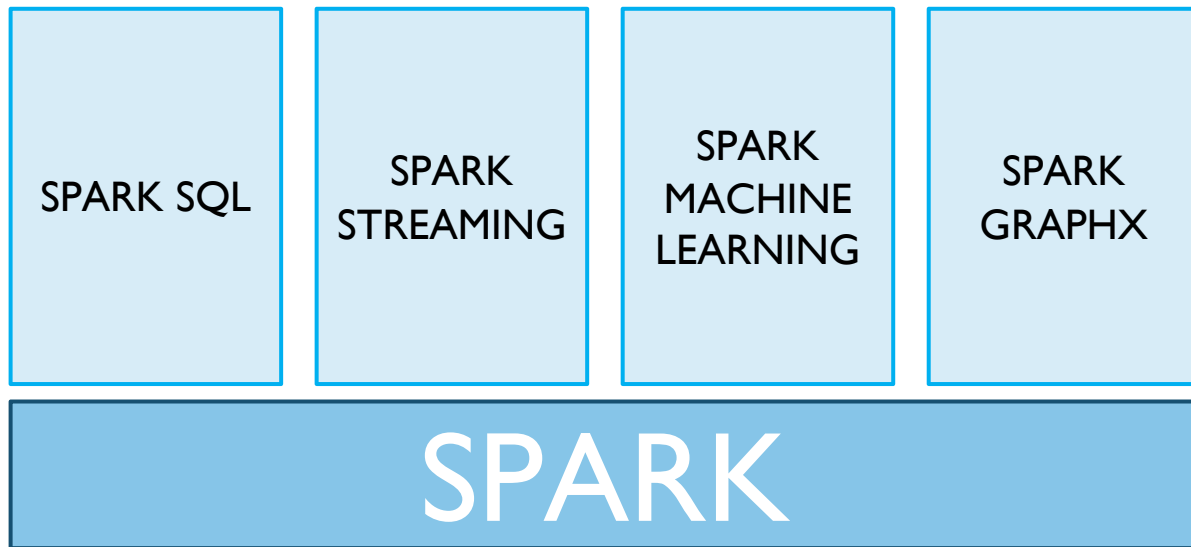 SPARK SQL
SPARK
STREAMING
SPARK
MACHINE
LEARNING
SPARK
GRAPHX
SPARK